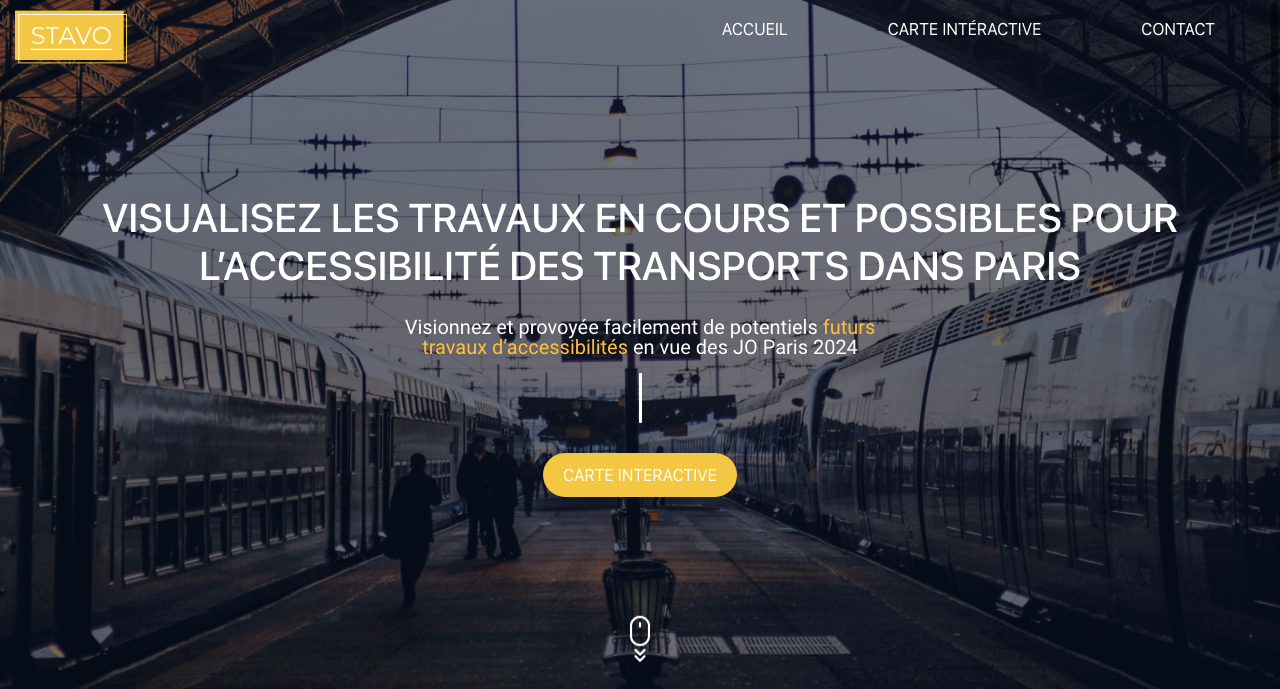 STAVO
ACCUEIL
CARTE INTÉRACTIVE
CONTACT
VISUALISEZ LES TRAVAUX EN COURS ET POSSIBLES POUR
L’ACCESSIBILITÉ DES TRANSPORTS DANS PARIS
Visionnez et provoyée facilement de potentiels futurs
travaux d’accessibilités en vue des JO Paris 2024
CARTE INTERACTIVE